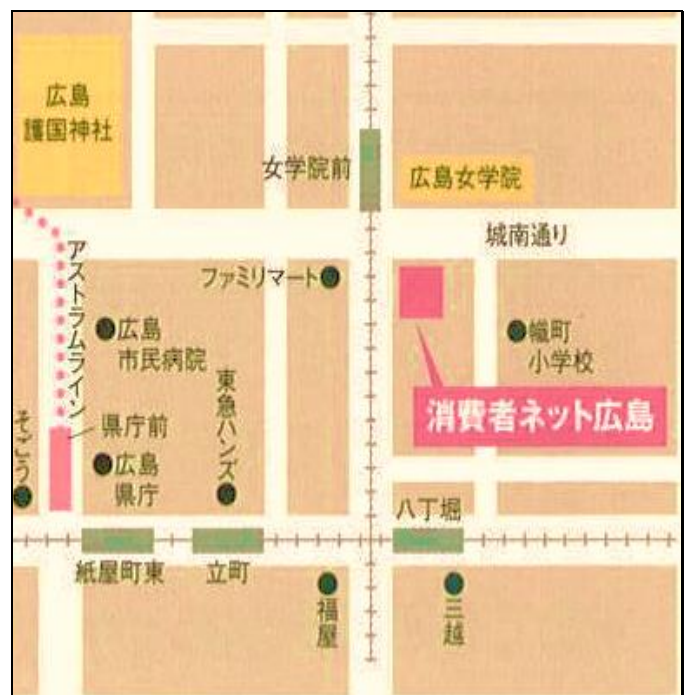 広島
護国神社
女学院前
広島女学院
城南通り
アストラムライン
ファミリマート
広島
市民病院
幟町
小学校
東急ハンズ
消費者ネット広島
そごう
県庁前
広島
県庁
八丁堀
紙屋町東
立町
福屋
三越